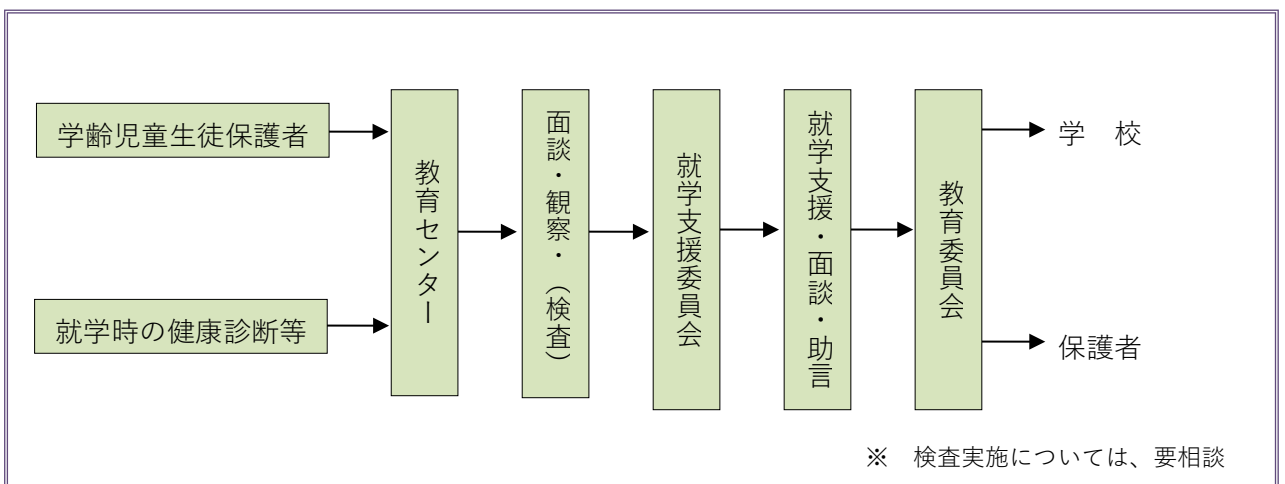 学齢児童生徒保護者
就学時の健康診断等
教育センター
面談・観察・（検査）
就学支援委員会
就学支援・面談・助言
教育委員会
学　校
保護者
※　検査実施については、要相談